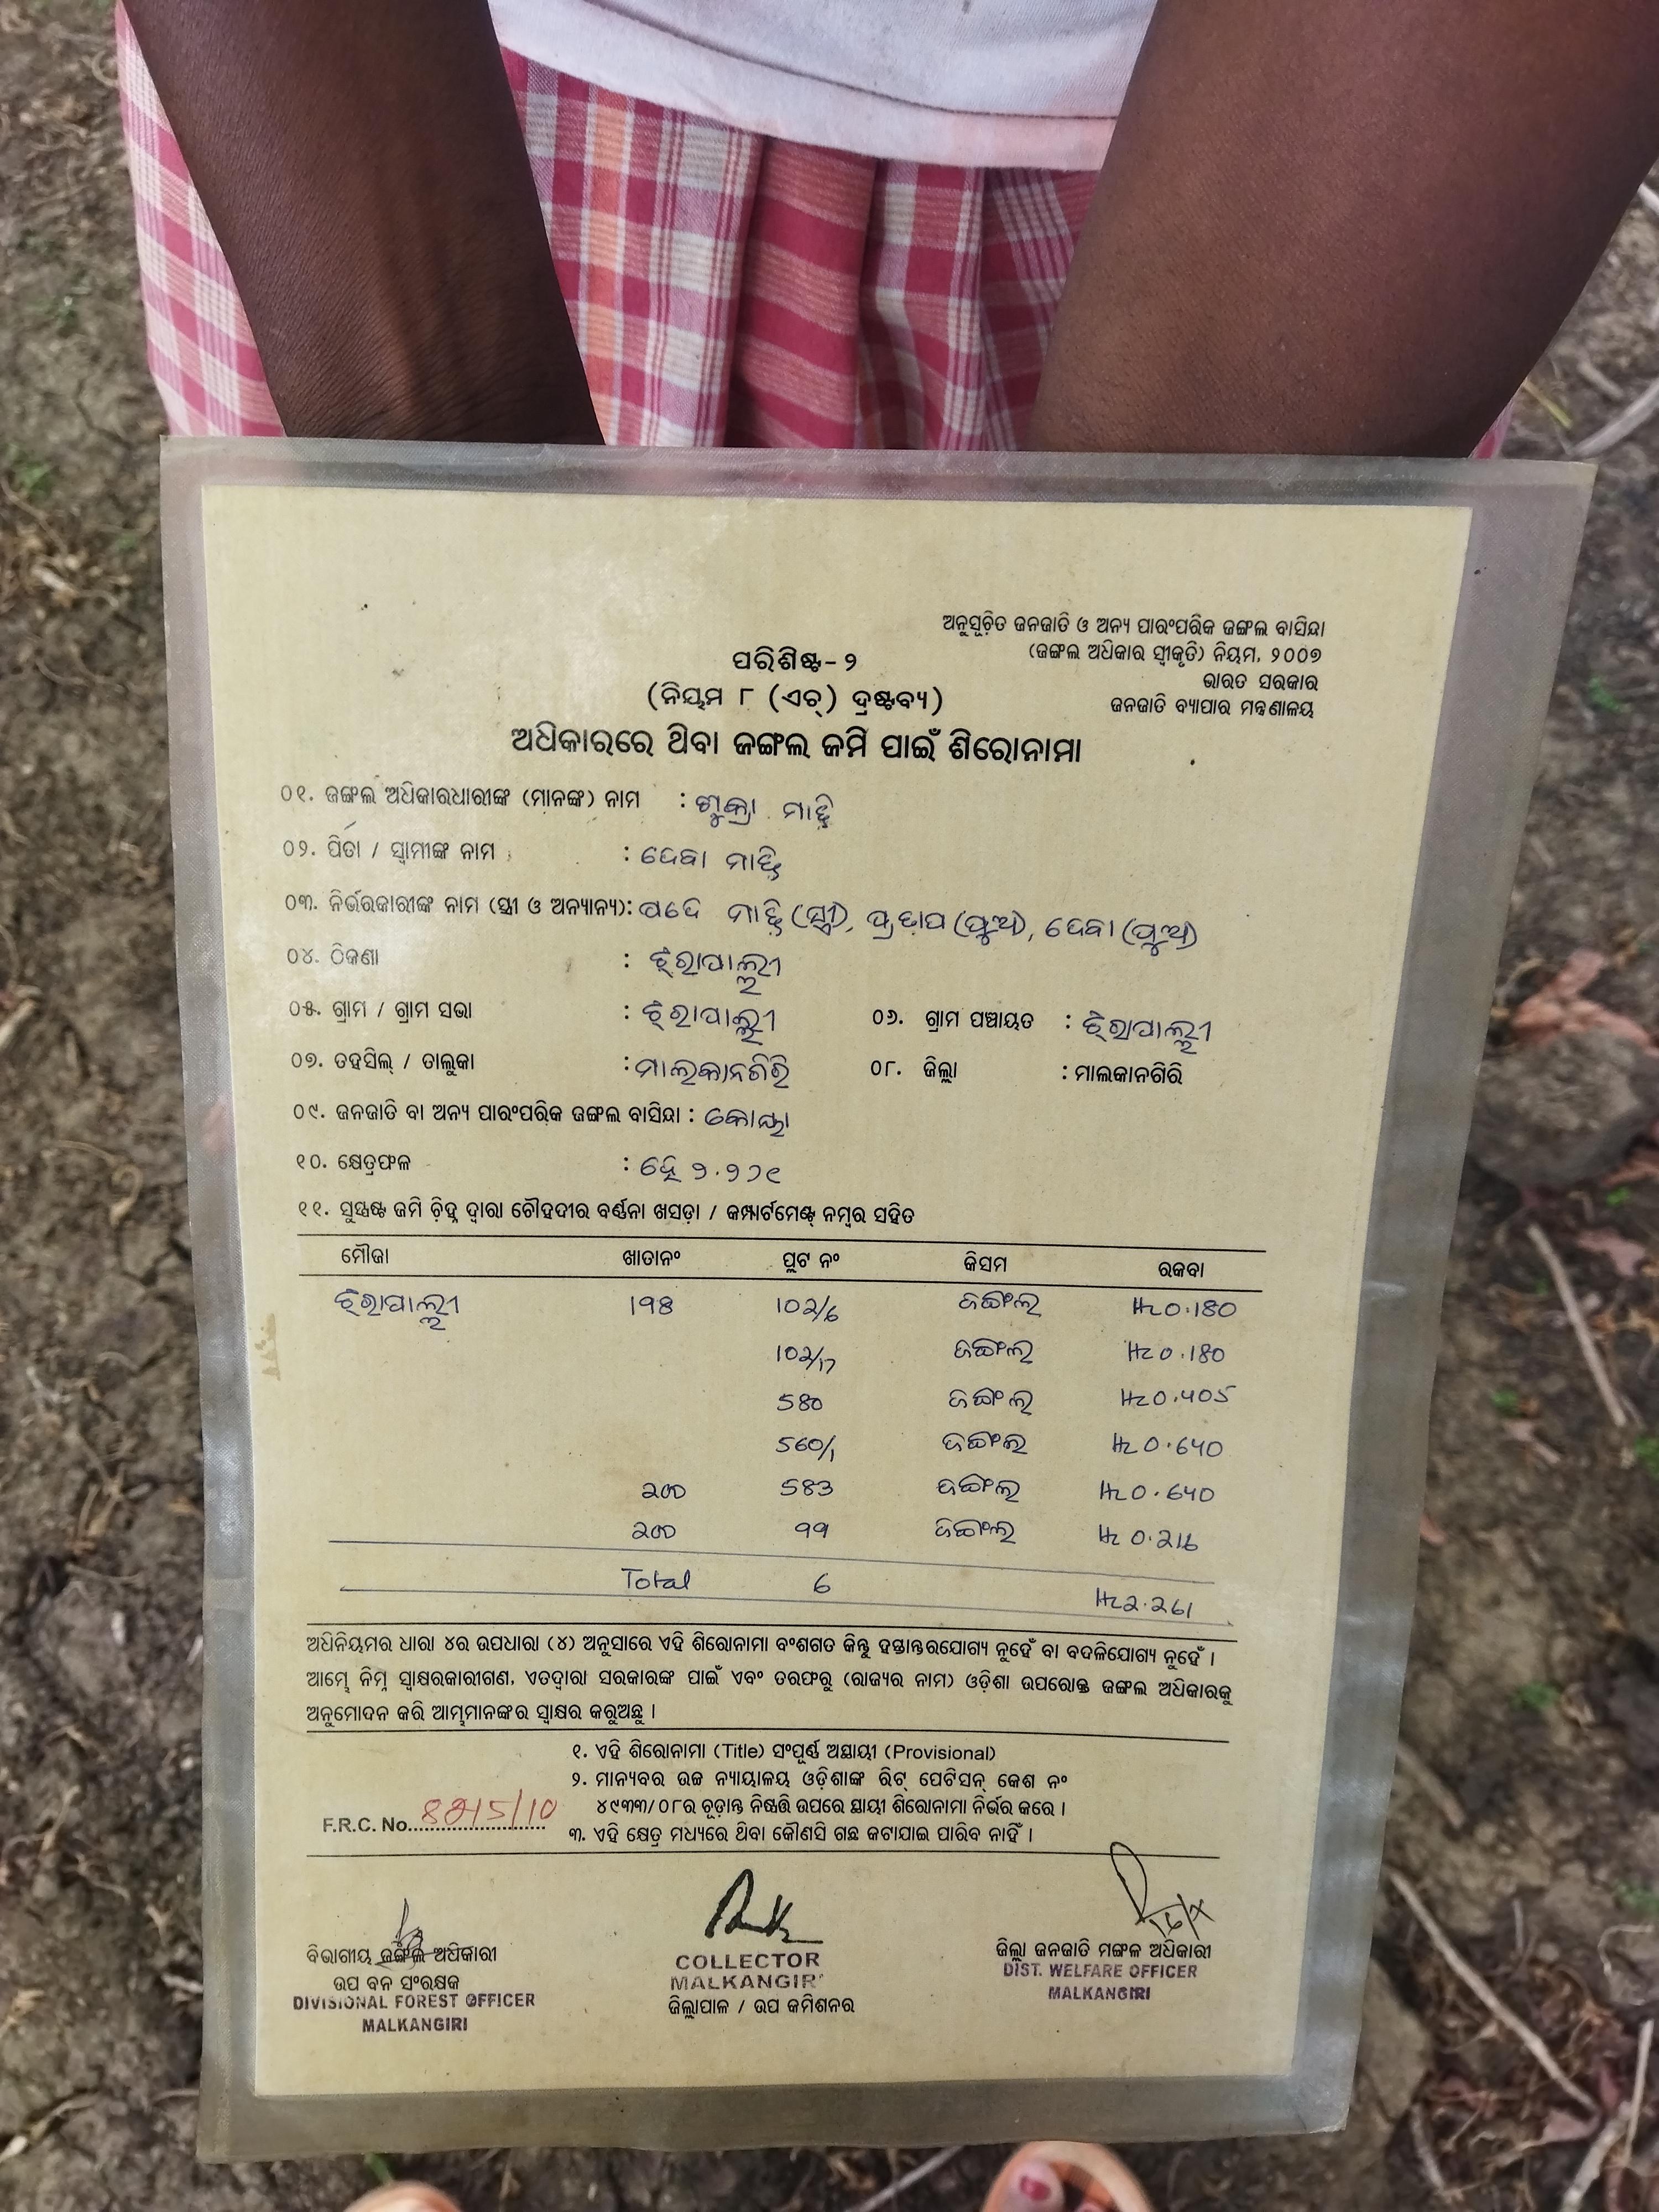 ଅନୁସୂଚିତ ଜନଜାତି ଓ ଅନ୍ୟ ପାରଂପରିକ ଜଙ୍ଗଲ ବାସିନ୍ଦା
(ଜଙ୍ଗଲ ଅଧିକାର ସ୍ୱୀକୃତି) ନିୟମ, ୨୦୦୭
ଭାରତ ସରକାର
ଜନଜାତି ବ୍ୟାପାର ମନ୍ତ୍ରଣାଳୟ
ପରିଶିଷ୍ଟ- ୨
(ନିୟମ ୮ (ଏଚ୍) ଦ୍ରଷ୍ଟବ୍ୟ)
ଅଧିକାରରେ ଥିବା ଜଙ୍ଗଲ ଜମି ପାଇଁ ଶିରୋନାମା
୦୧. ଜଙ୍ଗଲ ଅଧିକାରଧାରୀଙ୍କ (ମାନଙ୍କ) ନାମ : ଶୁକ୍ରା ମାଢ଼ି
୦୨. ପିତା / ସ୍ୱାମୀଙ୍କ ନାମ : ଦେବା ମାଢ଼ି
୦୩. ନିର୍ଭରକାରୀଙ୍କ ନାମ (ସ୍ତ୍ରୀ ଓ ଅନ୍ୟାନ୍ୟ): ମାଢ଼ି (ସ୍ତ୍ରୀ), (ପୁଅ), ଦେବା (ପୁଅ)
୦୪. ଠିକଣା : ଚିରାପାଲ୍ଲୀ
୦୫. ଗ୍ରାମ / ଗ୍ରାମ ସଭା : ଚିରାପାଲ୍ଲୀ ୦୬. ଗ୍ରାମ ପଞ୍ଚାୟତ : ଚିରାପାଲ୍ଲୀ
୦୭. ତହସିଲ୍ / ତାଲୁକା : ମାଲକାନଗିରି ୦୮. ଜିଲ୍ଲା : ମାଲକାନଗିରି
୦୯. ଜନଜାତି ବା ଅନ୍ୟ ପାରଂପରିକ ଜଙ୍ଗଲ ବାସିନ୍ଦା : କୋୟା
୧୦. କ୍ଷେତ୍ରଫଳ : ହେ
୧୧. ସୁସ୍ପଷ୍ଟ ଜମି ଚିହ୍ନ ଦ୍ୱାରା ଚୌହଦୀର ବର୍ଣ୍ଣନା ଖସଡ଼ା / କମ୍ପାର୍ଟମେଣ୍ଟ୍ ନମ୍ବର ସହିତ
ମୌଜା ଖାତାନଂ ପ୍ଲଟ ନଂ କିସମ ରକବା
ଚିରାପାଲ୍ଲୀ ୧୨୫ 102/6 ଜଙ୍ଗଲ Hc 0.180
102/17 ଜଙ୍ଗଲ Hc 0.180
580 ଜଙ୍ଗଲ Hc 0.405
560/1 ଜଙ୍ଗଲ Hc 0.640
200 583 ଜଙ୍ଗଲ Hc 0.640
200 99 ଜଙ୍ଗଲ Hc 0.216
Total 6 Hc 2.261
ଅଧିନିୟମର ଧାରା ୪ର ଉପଧାରା (୪) ଅନୁସାରେ ଏହି ଶିରୋନାମା ବଂଶଗତ କିନ୍ତୁ ହସ୍ତାନ୍ତରଯୋଗ୍ୟ ନୁହେଁ ବା ବଦଳିଯୋଗ୍ୟ ନୁହେଁ ।
ଆମ୍ଭେ ନିମ୍ନ ସ୍ୱାକ୍ଷରକାରୀଗଣ, ଏତଦ୍ୱାରା ସରକାରଙ୍କ ପାଇଁ ଏବଂ ତରଫରୁ (ରାଜ୍ୟର ନାମ) ଓଡ଼ିଶା ଉପରୋକ୍ତ ଜଙ୍ଗଲ ଅଧିକାରକୁ
ଅନୁମୋଦନ କରି ଆମ୍ଭମାନଙ୍କର ସ୍ୱାକ୍ଷର କରୁଅଛୁ ।
୧. ଏହି ଶିରୋନାମା (Title) ସଂପୂର୍ଣ୍ଣ ଅସ୍ଥାୟୀ (Provisional)
୨. ମାନ୍ୟବର ଉଚ୍ଚ ନ୍ୟାୟାଳୟ ଓଡ଼ିଶାଙ୍କ ରିଟ୍ ପେଟିସନ୍ କେଶ ନଂ
୪୯୩୩/୦୮ର ଚୂଡ଼ାନ୍ତ ନିଷ୍ପତ୍ତି ଉପରେ ସ୍ଥାୟୀ ଶିରୋନାମା ନିର୍ଭର କରେ ।
୩. ଏହି କ୍ଷେତ୍ର ମଧ୍ୟରେ ଥିବା କୌଣସି ଗଛ କଟାଯାଇ ପାରିବ ନାହିଁ ।
F.R.C. No.
ବିଭାଗୀୟ ଜଙ୍ଗଲ ଅଧିକାରୀ
ଉପ ବନ ସଂରକ୍ଷକ
DIVISIONAL FOREST OFFICER
MALKANGIRI
COLLECTOR
MALKANGIRI
ଜିଲ୍ଲାପାଳ / ଉପ କମିଶନର
ଜିଲ୍ଲା ଜନଜାତି ମଙ୍ଗଳ ଅଧିକାରୀ
DIST. WELFARE OFFICER
MALKANGIRI